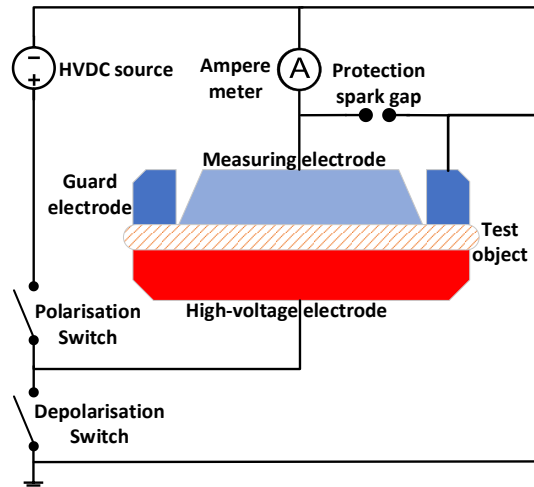 − +
HVDC source
Ampere
meter
A
Protection
spark gap
Measuring electrode
Guard
electrode
Test
object
High-voltage electrode
Polarisation
Switch
Depolarisation
Switch